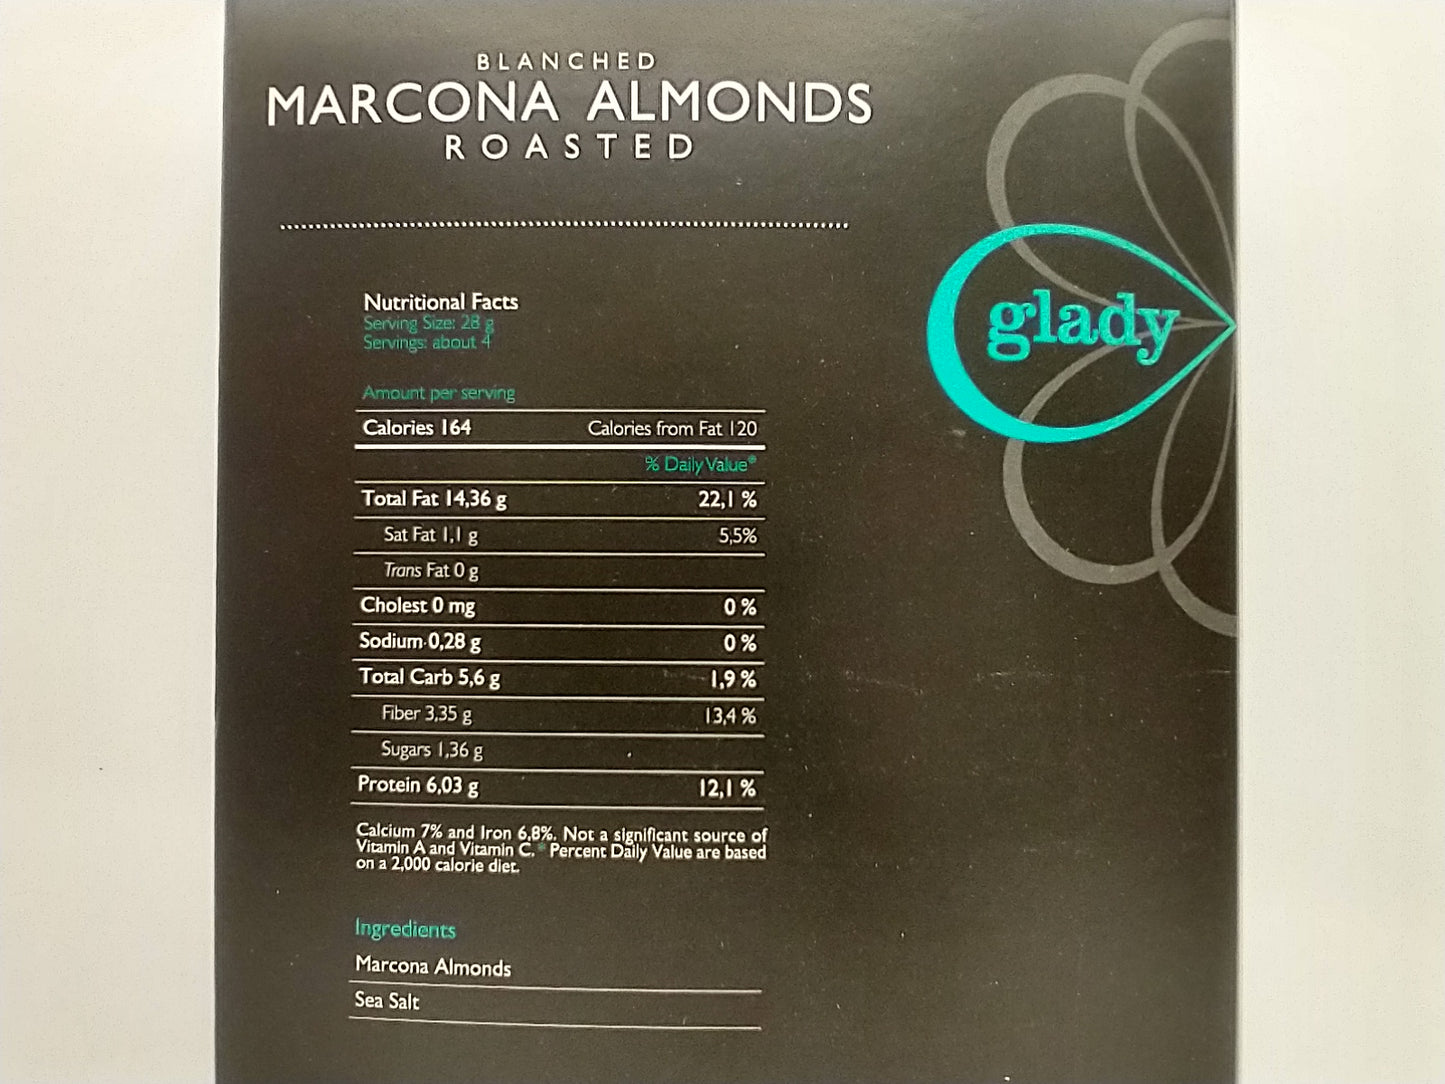 BLANCHED
MARCONA ALMONDS
ROASTED
glady
Nutritional Facts
Serving Size: 28 g
Servings: about 4
Amount per serving
Calories 164 Calories from Fat 120
% Daily Value*
Total Fat 14,36 g 22,1 %
Sat Fat 1,1 g 5,5%
Trans Fat 0 g
Cholest 0 mg 0 %
Sodium 0,28 g 0 %
Total Carb 5,6 g 1,9 %
Fiber 3,35 g 13,4 %
Sugars 1,36 g
Protein 6,03 g 12,1 %
Calcium 7% and Iron 6,8%. Not a significant source of
Vitamin A and Vitamin C. * Percent Daily Value are based
on a 2,000 calorie diet.
Ingredients
Marcona Almonds
Sea Salt